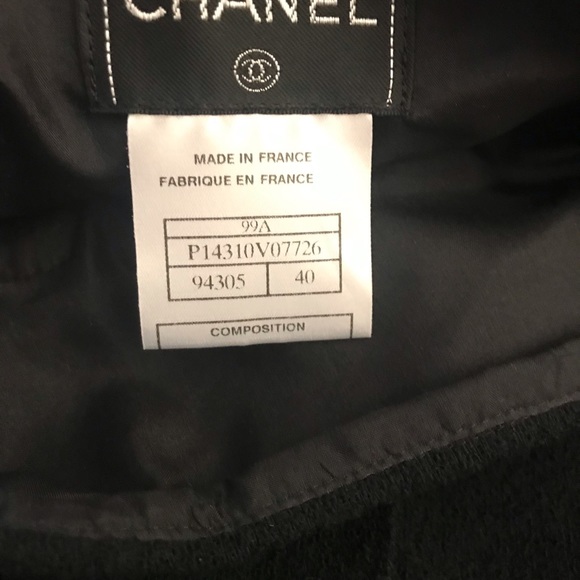 CHANEL
MADE IN FRANCE
FABRIQUE EN FRANCE
99A
P14310V07726
94305 40
COMPOSITION